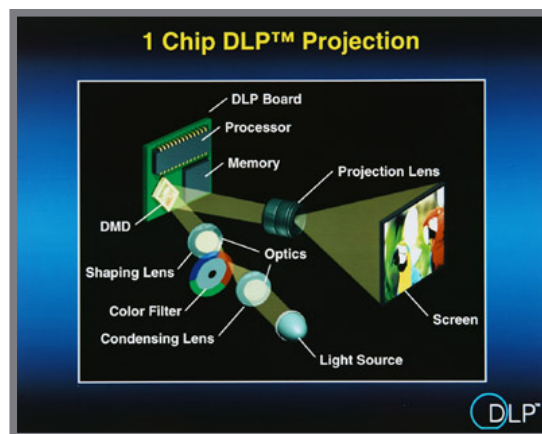 1 Chip DLP™ Projection
DLP Board
Processor
Memory
Projection Lens
DMD
Optics
Shaping Lens
Color Filter
Screen
Condensing Lens
Light Source
DLP™